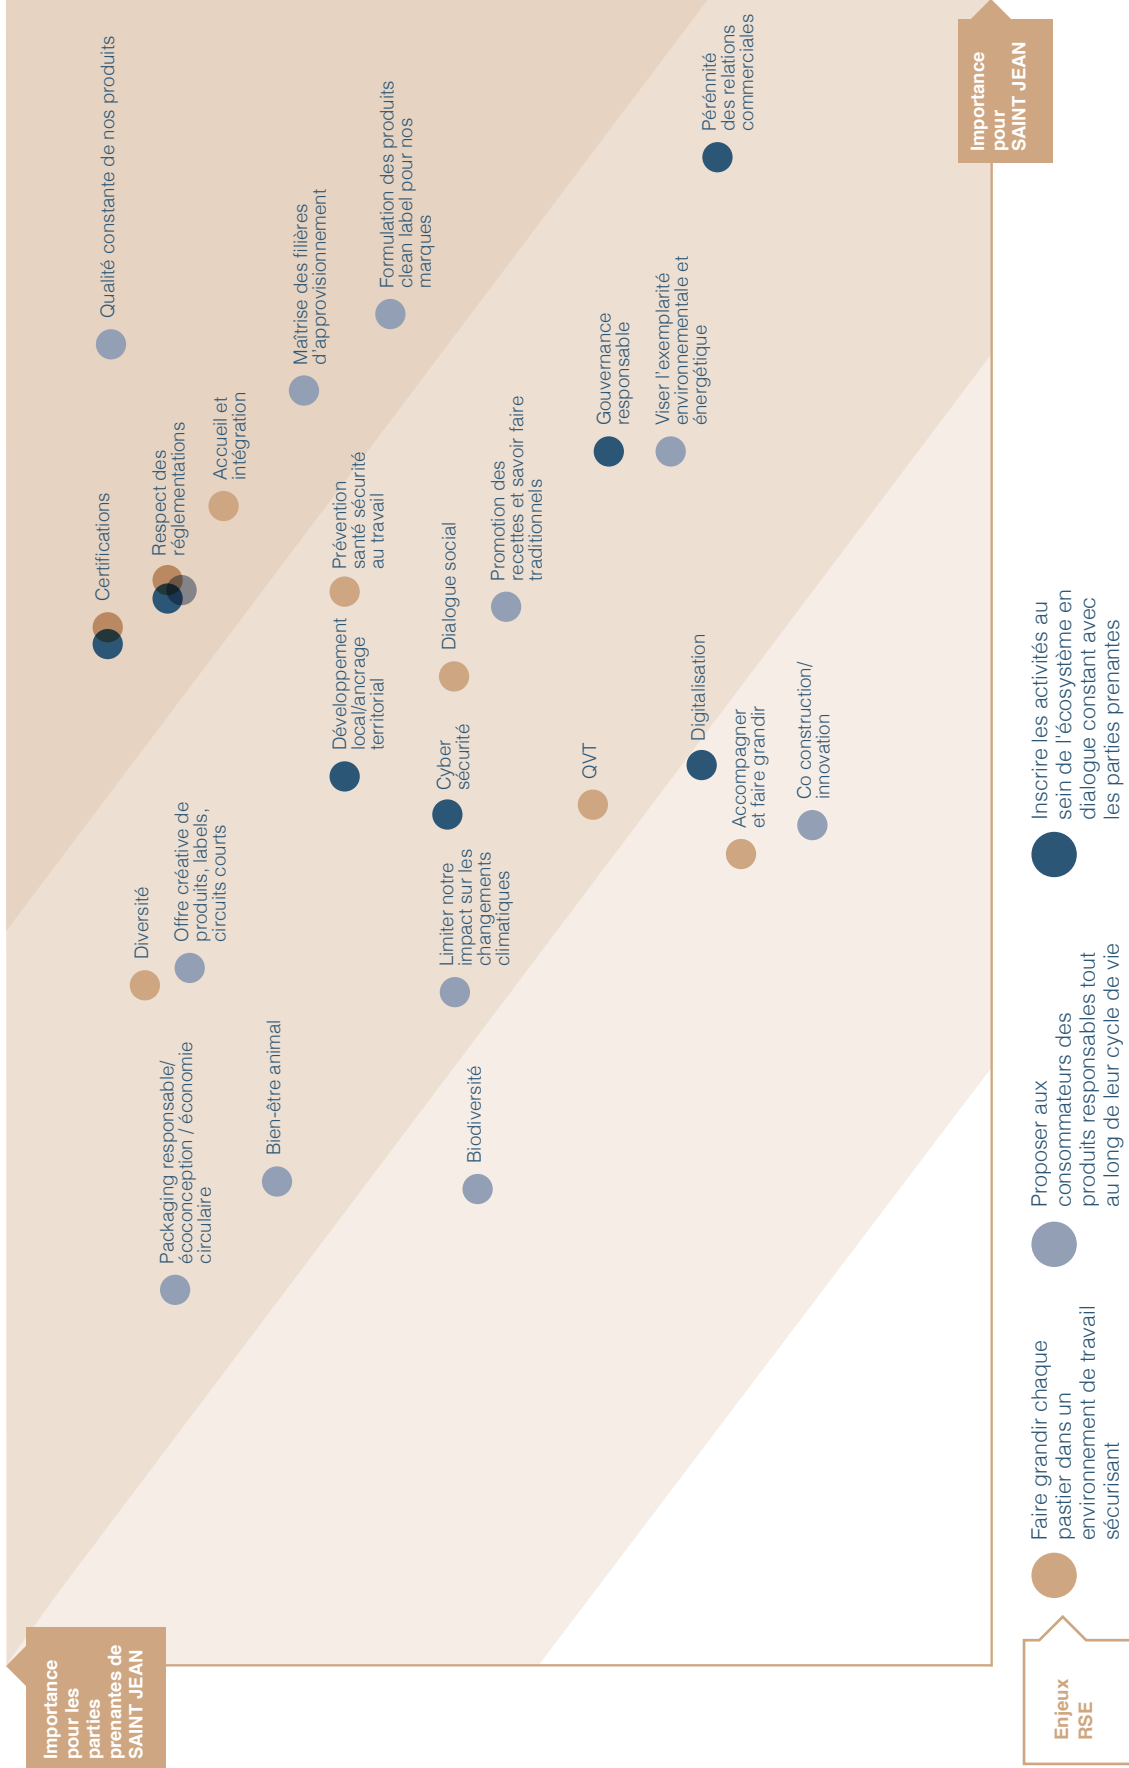 Importance
pour les
parties
prenantes de
SAINT JEAN
Qualité constante de nos produits
Certifications
Respect des
réglementations
Accueil et
intégration
Diversité
Offre créative de
produits, labels,
circuits courts
Packaging responsable/
écoconception / économie
circulaire
Bien-être animal
Maîtrise des filières
d'approvisionnement
Prévention
santé sécurité
au travail
Développement
local/ancrage
territorial
Formulation des produits
clean label pour nos
marques
Dialogue social
Cyber
sécurité
Limiter notre
impact sur les
changements
climatiques
Biodiversité
Promotion des
recettes et savoir faire
traditionnels
QVT
Gouvernance
responsable
Viser l'exemplarité
environnementale et
énergétique
Digitalisation
Pérénnité
des relations
commerciales
Accompagner
et faire grandir
Co construction/
innovation
Importance
pour
SAINT JEAN
Enjeux
RSE
Faire grandir chaque
pastier dans un
environnement de travail
sécurisant
Proposer aux
consommateurs des
produits responsables tout
au long de leur cycle de vie
Inscrire les activités au
sein de l'écosystème en
dialogue constant avec
les parties prenantes